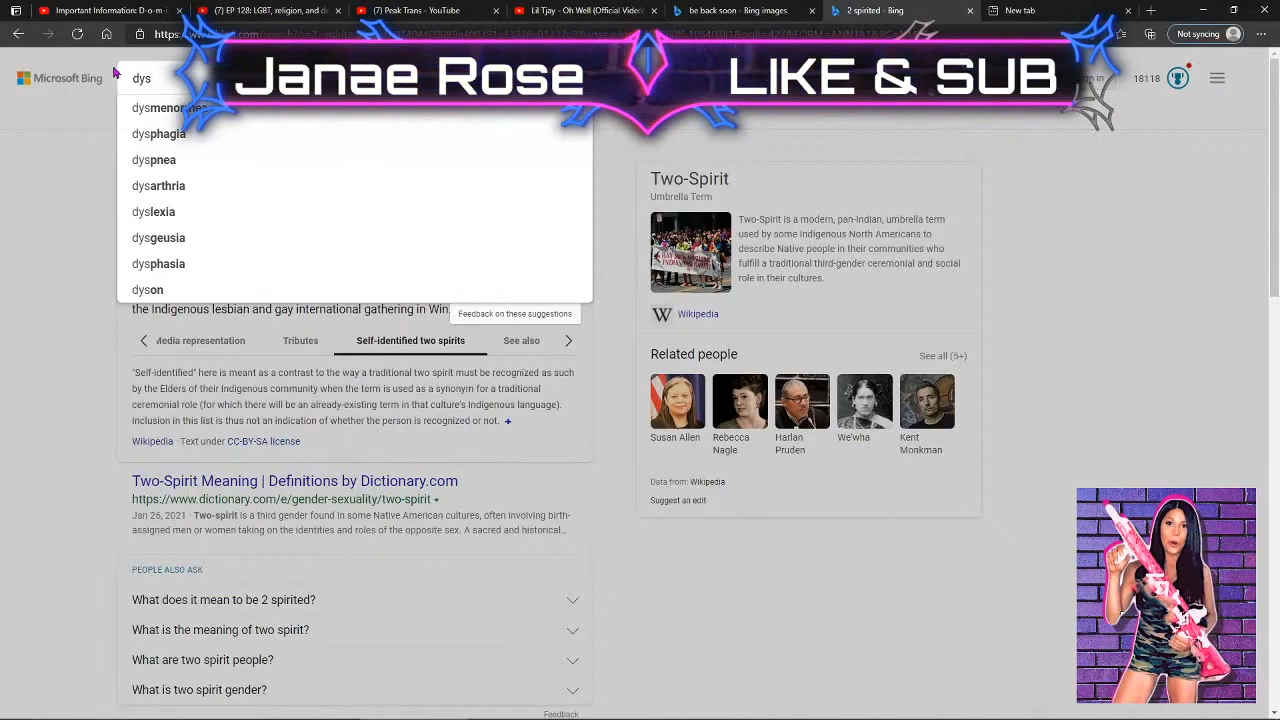 Important Information: LGBT and
(7) EP 128: LGBT, religion, and de
(7) Peak Trans - YouTube
Lil Tjay - Oh Well (Official Video)
be back soon - Bing images
2 spirited - Bing
New tab
Not syncing
Janae Rose
LIKE & SUB
Microsoft Bing
dys
18118
dysmenorrhea
dysphagia
dyspnea
dysarthria
dyslexia
dysgeusia
dysphasia
dyson
the Indigenous lesbian and gay international gathering in Win
Feedback on these suggestions
Media representation
Tributes
Self-identified two spirits
See also
"Self-identified" here is meant as a contrast to the way a traditional two spirit must be recognized as such
by the Elders of their Indigenous community when the term is used as a synonym for a traditional
ceremonial role (for which there will be an already-existing term in that culture's Indigenous language).
Inclusion in this list is thus not an indication of whether the person is recognized or not. +
Wikipedia · Text under CC-BY-SA license
Two-Spirit Meaning | Definitions by Dictionary.com
https://www.dictionary.com/e/gender-sexuality/two-spirit
Jan 26, 2021 · Two-spirit is a third gender found in some Native American cultures, often involving birth-
assigned men or women taking on the identities and roles of the opposite sex. A sacred and historical...
PEOPLE ALSO ASK
What does it mean to be 2 spirited?
What is the meaning of two spirit?
What are two spirit people?
What is two spirit gender?
Feedback
Two-Spirit
Umbrella Term
Two-Spirit is a modern, pan-Indian, umbrella term
used by some Indigenous North Americans to
describe Native people in their communities who
fulfill a traditional third-gender ceremonial and social
role in their cultures.
W Wikipedia
Related people
See all (5+)
Susan Allen
Rebecca
Nagle
Harlan
Pruden
We'wha
Kent
Monkman
Data from: Wikipedia
Suggest an edit